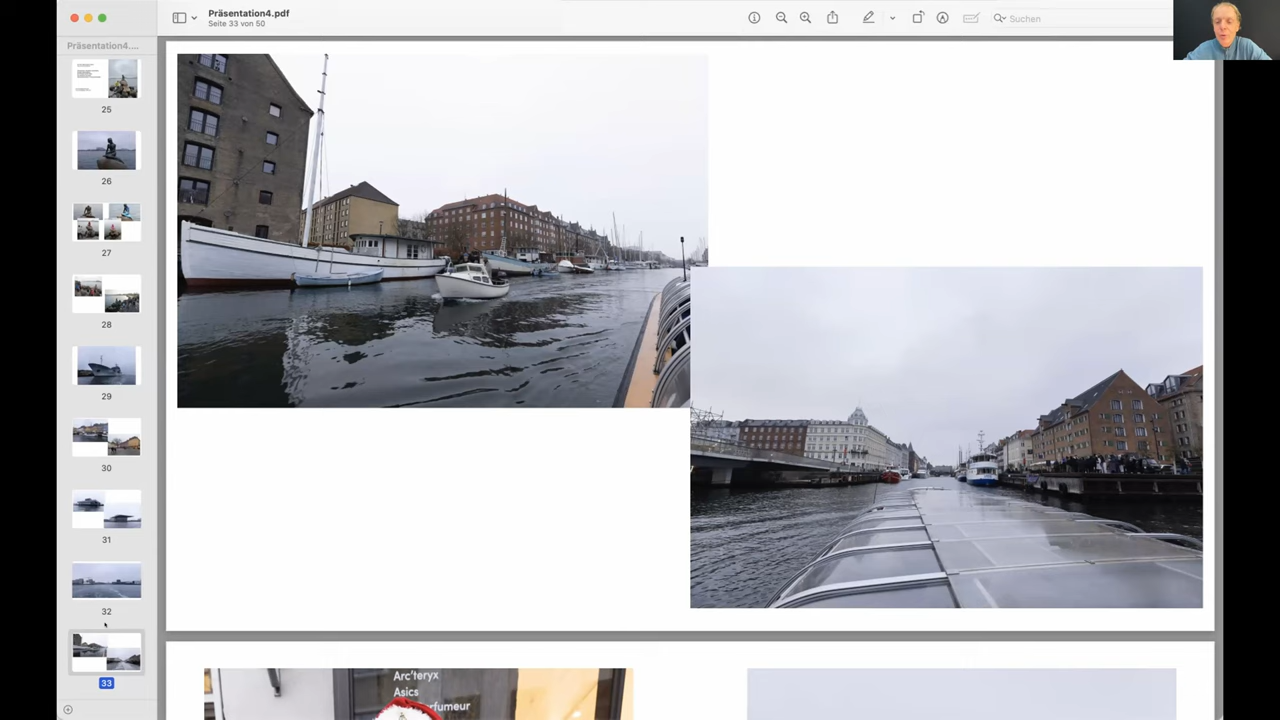 Präsentation4.pdf
Seite 33 von 50
Suchen
Präsentation4....
25
26
27
28
29
30
31
32
33
Arc'teryx
Asics
rfumeur